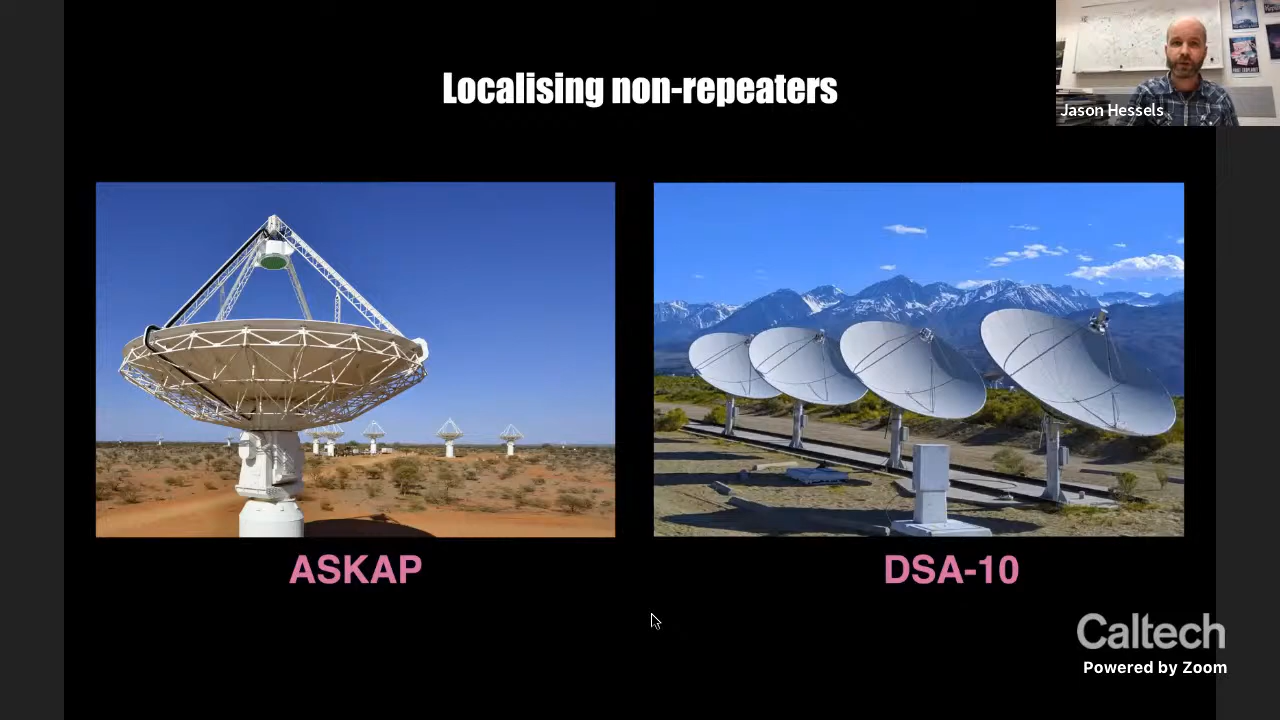 Localising non-repeaters
Jason Hessels
ASKAP
DSA-10
Caltech
Powered by Zoom